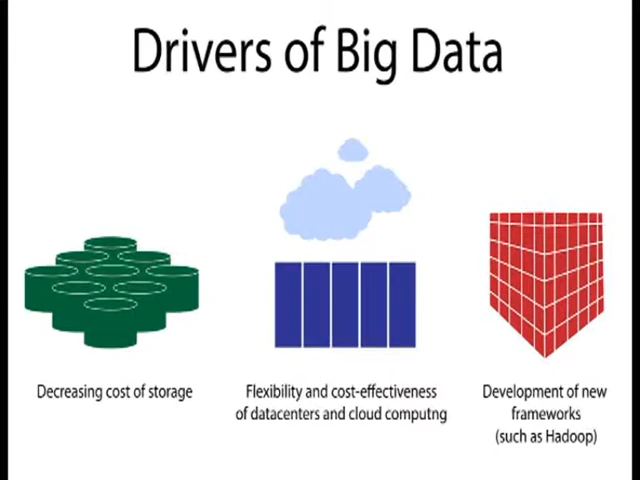 Drivers of Big Data
Decreasing cost of storage
Flexibility and cost-effectiveness
of datacenters and cloud computng
Development of new
frameworks
(such as Hadoop)